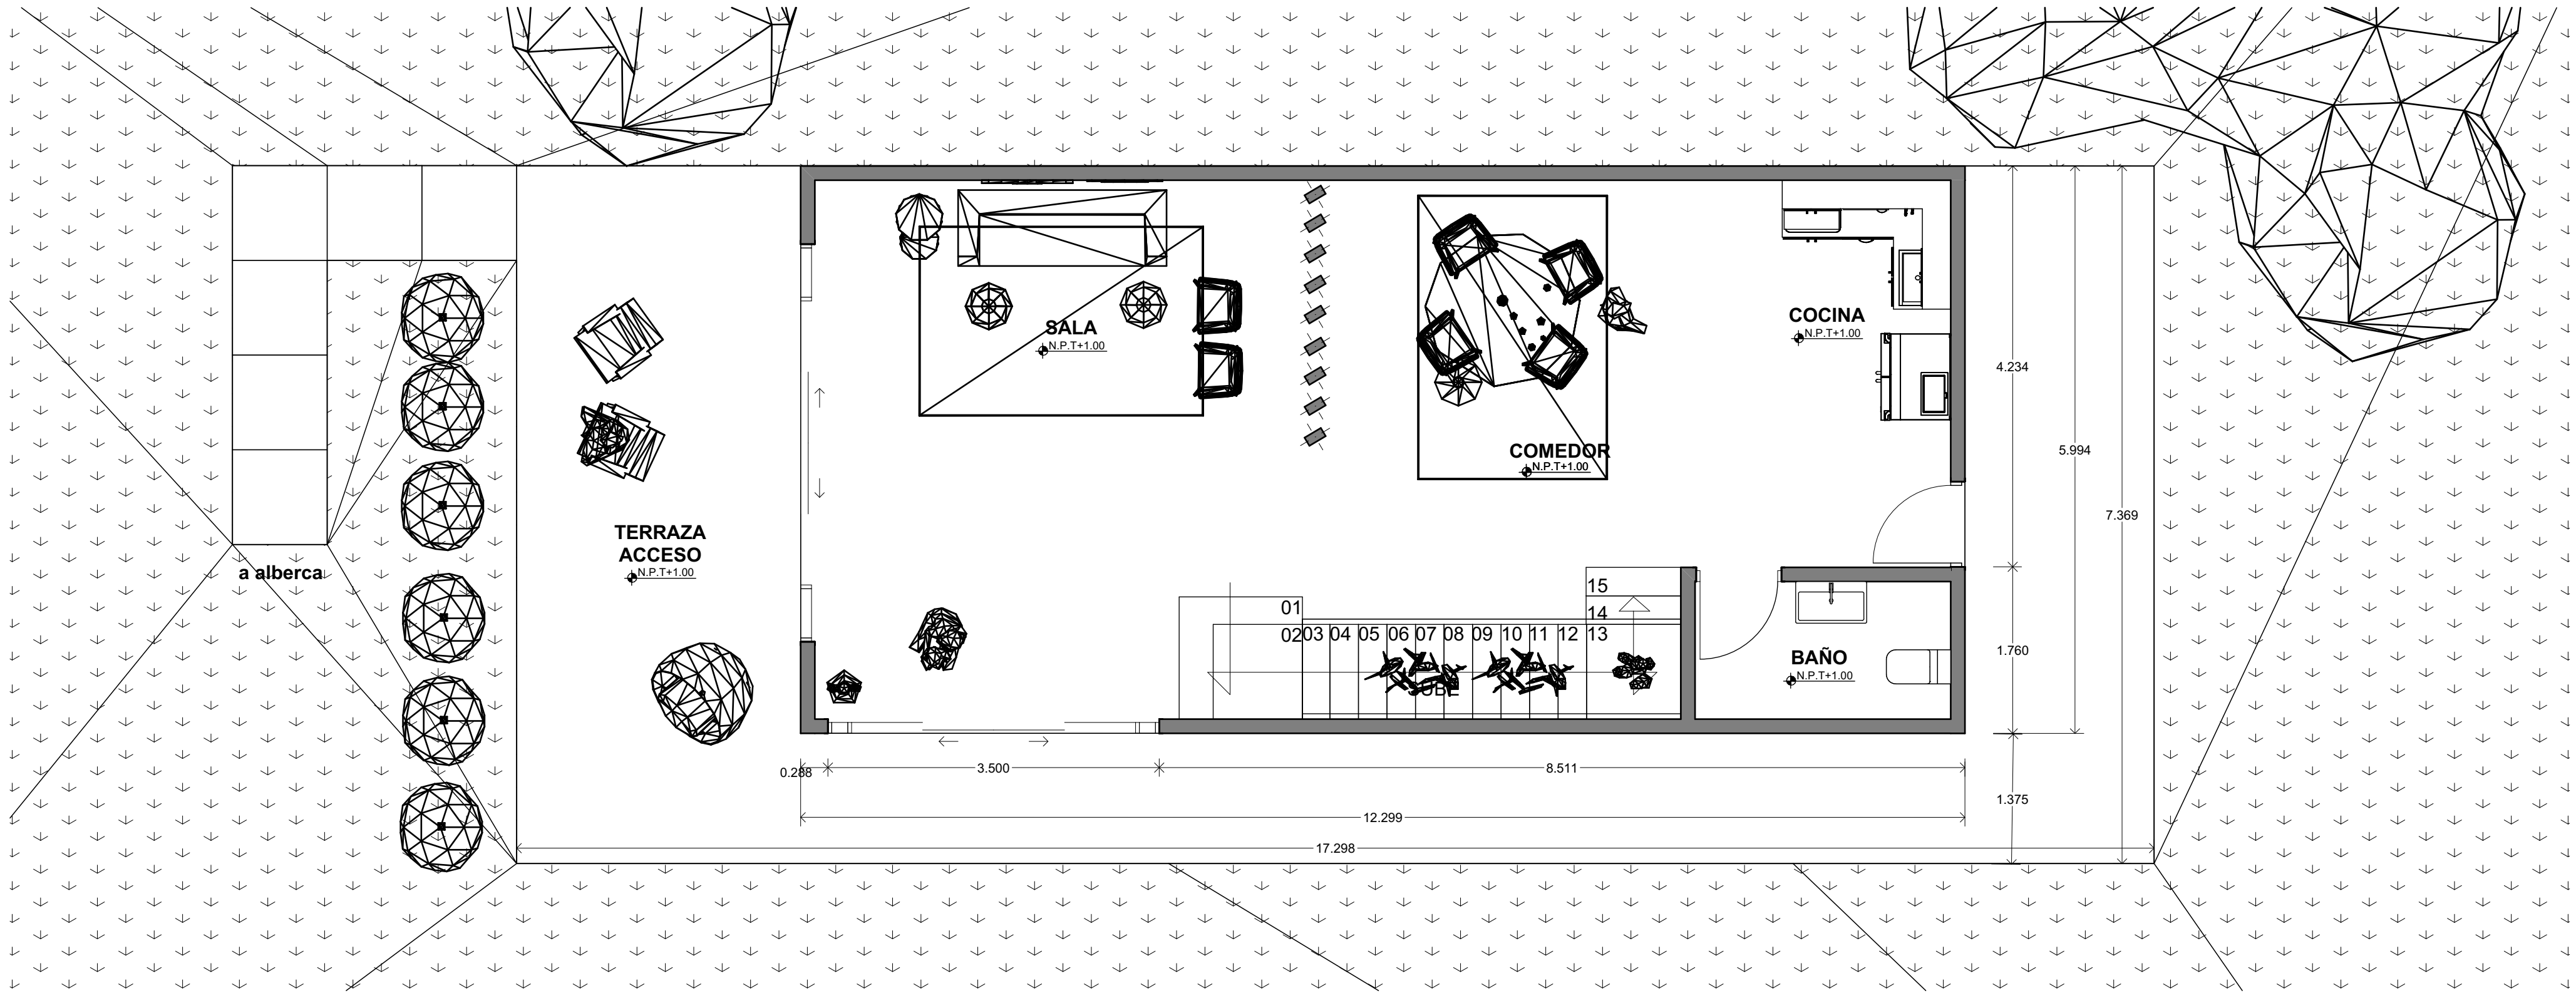 SALA
N.P.T+1.00
COCINA
N.P.T+1.00
4.234
COMEDOR
N.P.T+1.00
5.994
7.369
TERRAZA
ACCESO
N.P.T+1.00
a alberca
15
01
14
02 03 04 05 06 07 08 09 10 11 12 13
SUBE
BAÑO
N.P.T+1.00
1.760
0.288
3.500
8.511
1.375
12.299
17.298